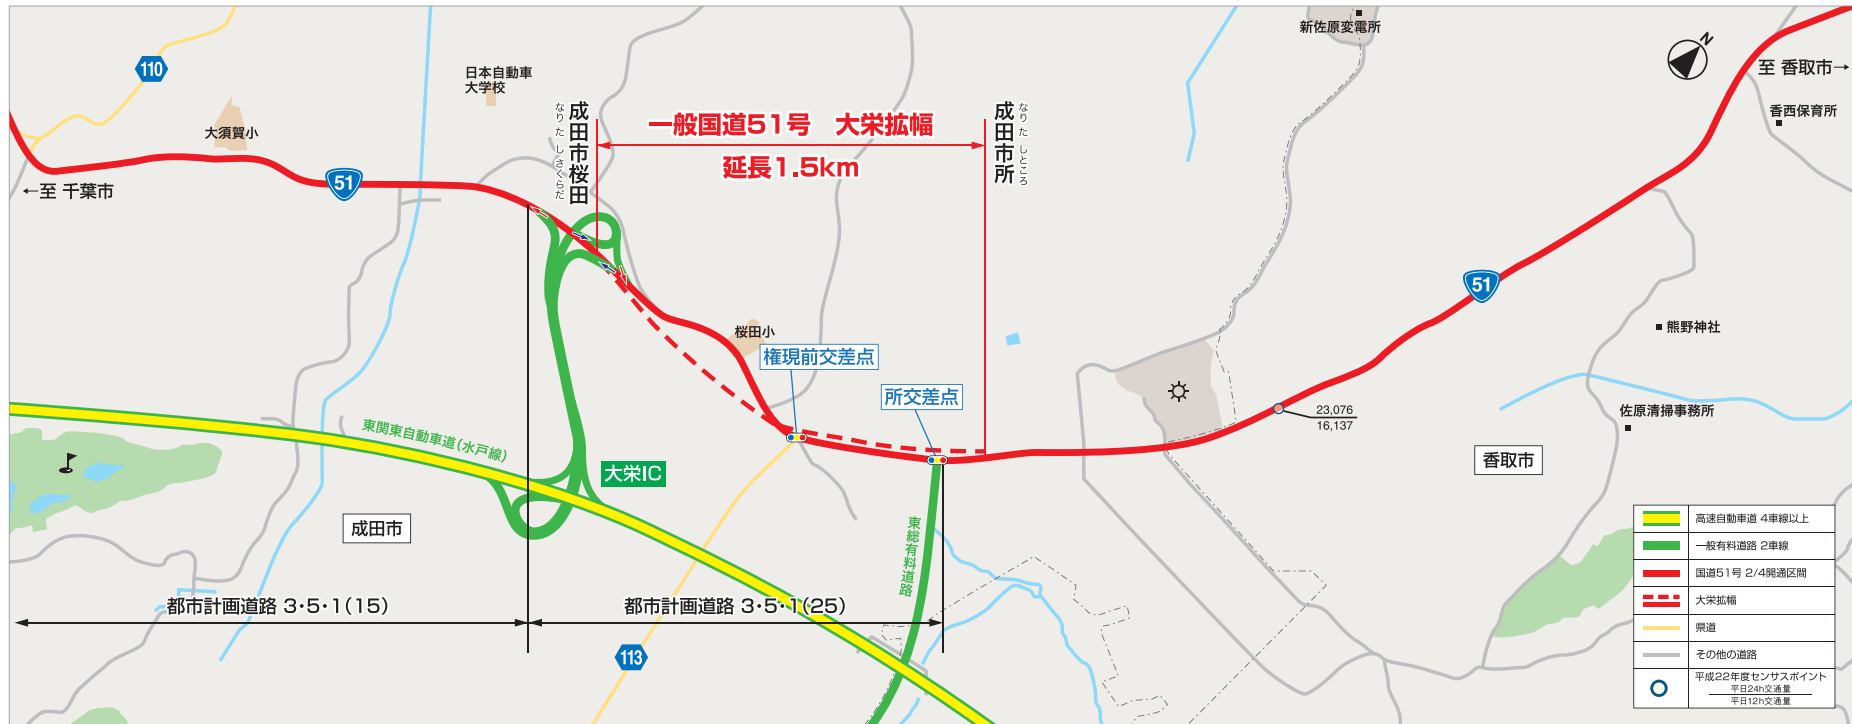 新佐原変電所
N
至 香取市→
110
日本自動車
大学校
成田市桜田
なりたしさくらだ
一般国道51号　大栄拡幅
延長1.5km
成田市所
なりたしところ
香西保育所
大須賀小
51
←至 千葉市
51
桜田小
熊野神社
権現前交差点
所交差点
23,076
16,137
佐原清掃事務所
東関東自動車道(水戸線)
大栄IC
香取市
成田市
東総有料道路
都市計画道路 3・5・1(15)
都市計画道路 3・5・1(25)
113
高速自動車道 4車線以上
一般有料道路 2車線
国道51号 2/4開通区間
大栄拡幅
県道
その他の道路
平成22年度センサスポイント
平日24h交通量
平日12h交通量